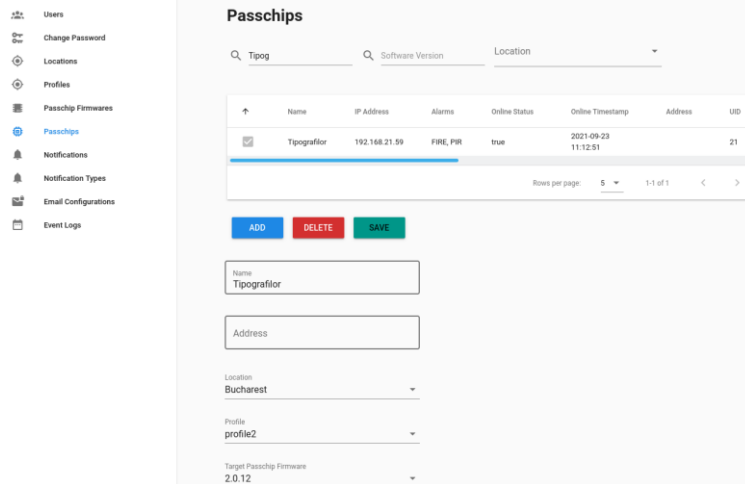 Users
Change Password
Locations
Profiles
Passchip Firmwares
Passchips
Notifications
Notification Types
Email Configurations
Event Logs
Passchips
Tipog Software Version Location
Name IP Address Alarms Online Status Online Timestamp Address UID
Tipografilor 192.168.21.59 FIRE, PIR true 2021-09-23 21
11:12:51
Rows per page: 5 1-1 of 1
ADD DELETE SAVE
Name
Tipografilor
Address
Location
Bucharest
Profile
profile2
Target Passchip Firmware
2.0.12